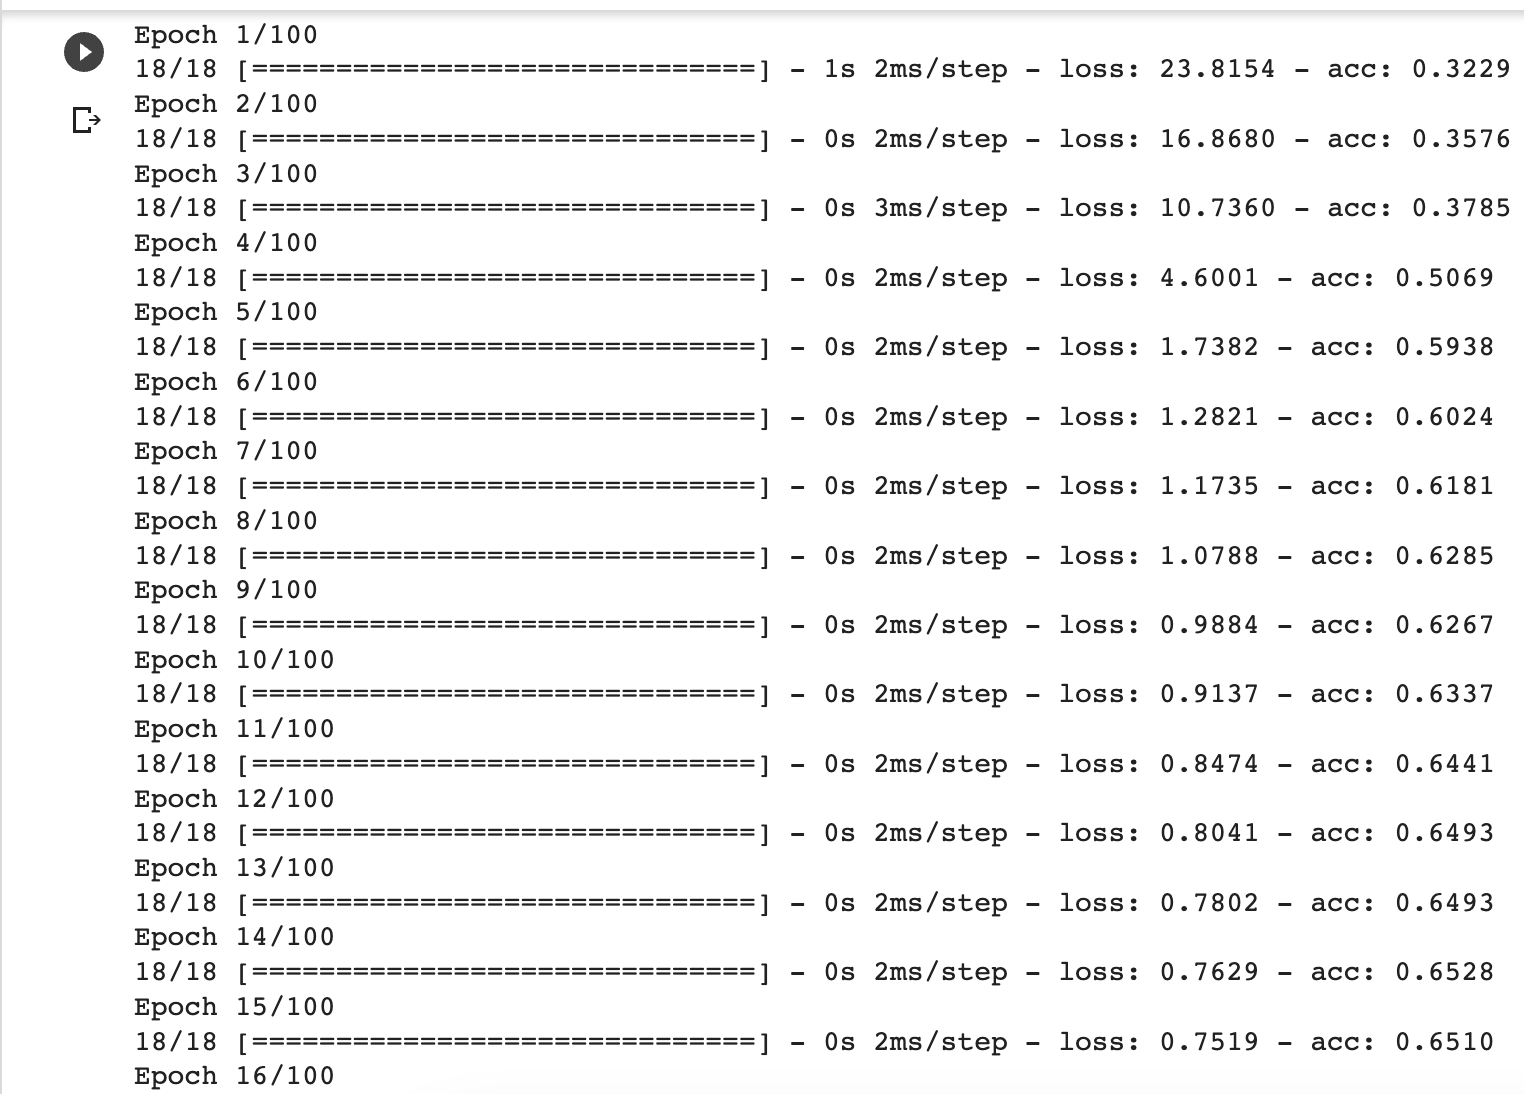 Epoch 1/100
18/18 [==============================] - 1s 2ms/step - loss: 23.8154 - acc: 0.3229
Epoch 2/100
18/18 [==============================] - 0s 2ms/step - loss: 16.8680 - acc: 0.3576
Epoch 3/100
18/18 [==============================] - 0s 3ms/step - loss: 10.7360 - acc: 0.3785
Epoch 4/100
18/18 [==============================] - 0s 2ms/step - loss: 4.6001 - acc: 0.5069
Epoch 5/100
18/18 [==============================] - 0s 2ms/step - loss: 1.7382 - acc: 0.5938
Epoch 6/100
18/18 [==============================] - 0s 2ms/step - loss: 1.2821 - acc: 0.6024
Epoch 7/100
18/18 [==============================] - 0s 2ms/step - loss: 1.1735 - acc: 0.6181
Epoch 8/100
18/18 [==============================] - 0s 2ms/step - loss: 1.0788 - acc: 0.6285
Epoch 9/100
18/18 [==============================] - 0s 2ms/step - loss: 0.9884 - acc: 0.6267
Epoch 10/100
18/18 [==============================] - 0s 2ms/step - loss: 0.9137 - acc: 0.6337
Epoch 11/100
18/18 [==============================] - 0s 2ms/step - loss: 0.8474 - acc: 0.6441
Epoch 12/100
18/18 [==============================] - 0s 2ms/step - loss: 0.8041 - acc: 0.6493
Epoch 13/100
18/18 [==============================] - 0s 2ms/step - loss: 0.7802 - acc: 0.6493
Epoch 14/100
18/18 [==============================] - 0s 2ms/step - loss: 0.7629 - acc: 0.6528
Epoch 15/100
18/18 [==============================] - 0s 2ms/step - loss: 0.7519 - acc: 0.6510
Epoch 16/100